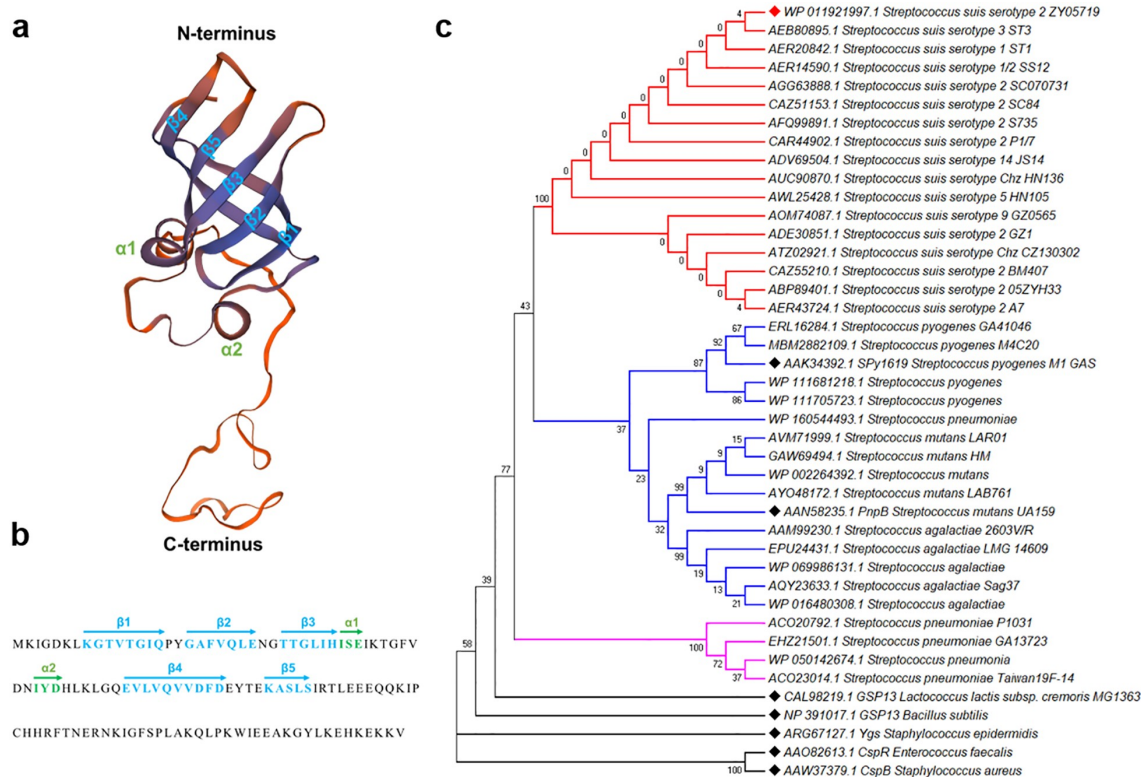 a
N-terminus
β4
β5
β3
β2
β1
α1
α2
C-terminus
b
β1 β2 β3 α1
MKIGDKLKGTVTGIQPYGAFVQLENGTTGLIHISEIKTGFV
α2 β4 β5
DNIYDHLKLGQEVLVQVVDFDEYTEKASLSIRTLEEEQQKIP
CHHRFTNERNKIGFSPLAKQLPKWIEEAKGYLKEHKEKKV
c
WP 011921997.1 Streptococcus suis serotype 2 ZY05719
AEB80895.1 Streptococcus suis serotype 3 ST3
AER20842.1 Streptococcus suis serotype 1 ST1
AER14590.1 Streptococcus suis serotype 1/2 SS12
AGG63888.1 Streptococcus suis serotype 2 SC070731
CAZ51153.1 Streptococcus suis serotype 2 SC84
AFQ99891.1 Streptococcus suis serotype 2 S735
CAR44902.1 Streptococcus suis serotype 2 P1/7
ADV69504.1 Streptococcus suis serotype 14 JS14
AUC90870.1 Streptococcus suis serotype Chz HN136
AWL25428.1 Streptococcus suis serotype 5 HN105
AOM74087.1 Streptococcus suis serotype 9 GZ0565
ADE30851.1 Streptococcus suis serotype 2 GZ1
ATZ02921.1 Streptococcus suis serotype Chz CZ130302
CAZ55210.1 Streptococcus suis serotype 2 BM407
ABP89401.1 Streptococcus suis serotype 2 05ZYH33
AER43724.1 Streptococcus suis serotype 2 A7
ERL16284.1 Streptococcus pyogenes GA41046
MBM2882109.1 Streptococcus pyogenes M4C20
AAK34392.1 SPy1619 Streptococcus pyogenes M1 GAS
WP 111681218.1 Streptococcus pyogenes
WP 111705723.1 Streptococcus pyogenes
WP 160544493.1 Streptococcus pneumoniae
AVM71999.1 Streptococcus mutans LAR01
GAW69494.1 Streptococcus mutans HM
WP 002264392.1 Streptococcus mutans
AYO48172.1 Streptococcus mutans LAB761
AAN58235.1 PnpB Streptococcus mutans UA159
AAM99230.1 Streptococcus agalactiae 2603V/R
EPU24431.1 Streptococcus agalactiae LMG 14609
WP 069986131.1 Streptococcus agalactiae
AQY23633.1 Streptococcus agalactiae Sag37
WP 016480308.1 Streptococcus agalactiae
ACO20792.1 Streptococcus pneumoniae P1031
EHZ21501.1 Streptococcus pneumoniae GA13723
WP 050142674.1 Streptococcus pneumonia
ACO23014.1 Streptococcus pneumoniae Taiwan19F-14
CAL98219.1 GSP13 Lactococcus lactis subsp. cremoris MG1363
NP 391017.1 GSP13 Bacillus subtilis
ARG67127.1 Ygs Staphylococcus epidermidis
AAO82613.1 CspR Enterococcus faecalis
AAW37379.1 CspB Staphylococcus aureus
4
0
0
0
0
0
0
0
0
0
100
0
0
0
0
0
4
43
67
92
87
86
37
15
9
9
99
23
32
99
19
13
21
77
100
72
37
39
58
100